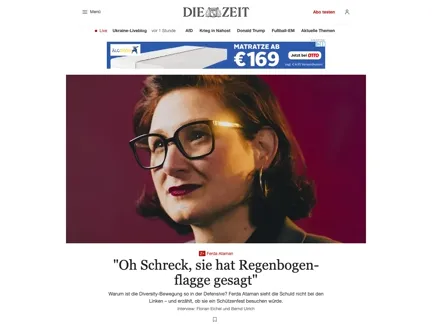 Menü
DIE ZEIT
Abo testen
Live Ukraine-Liveblog vor 1 Stunde AfD Krieg in Nahost Donald Trump Fußball-EM Aktuelle Themen
MATRATZE AB
€169
Jetzt bei OTTO
Z+ Ferda Ataman
"Oh Schreck, sie hat Regenbogen-
flagge gesagt"
Warum ist die Diversity-Bewegung so in der Defensive? Ferda Ataman sieht die Schuld nicht bei den
Linken – und erzählt, ob sie ein Schützenfest besuchen würde.
Interview: Florian Eichel und Bernd Ulrich